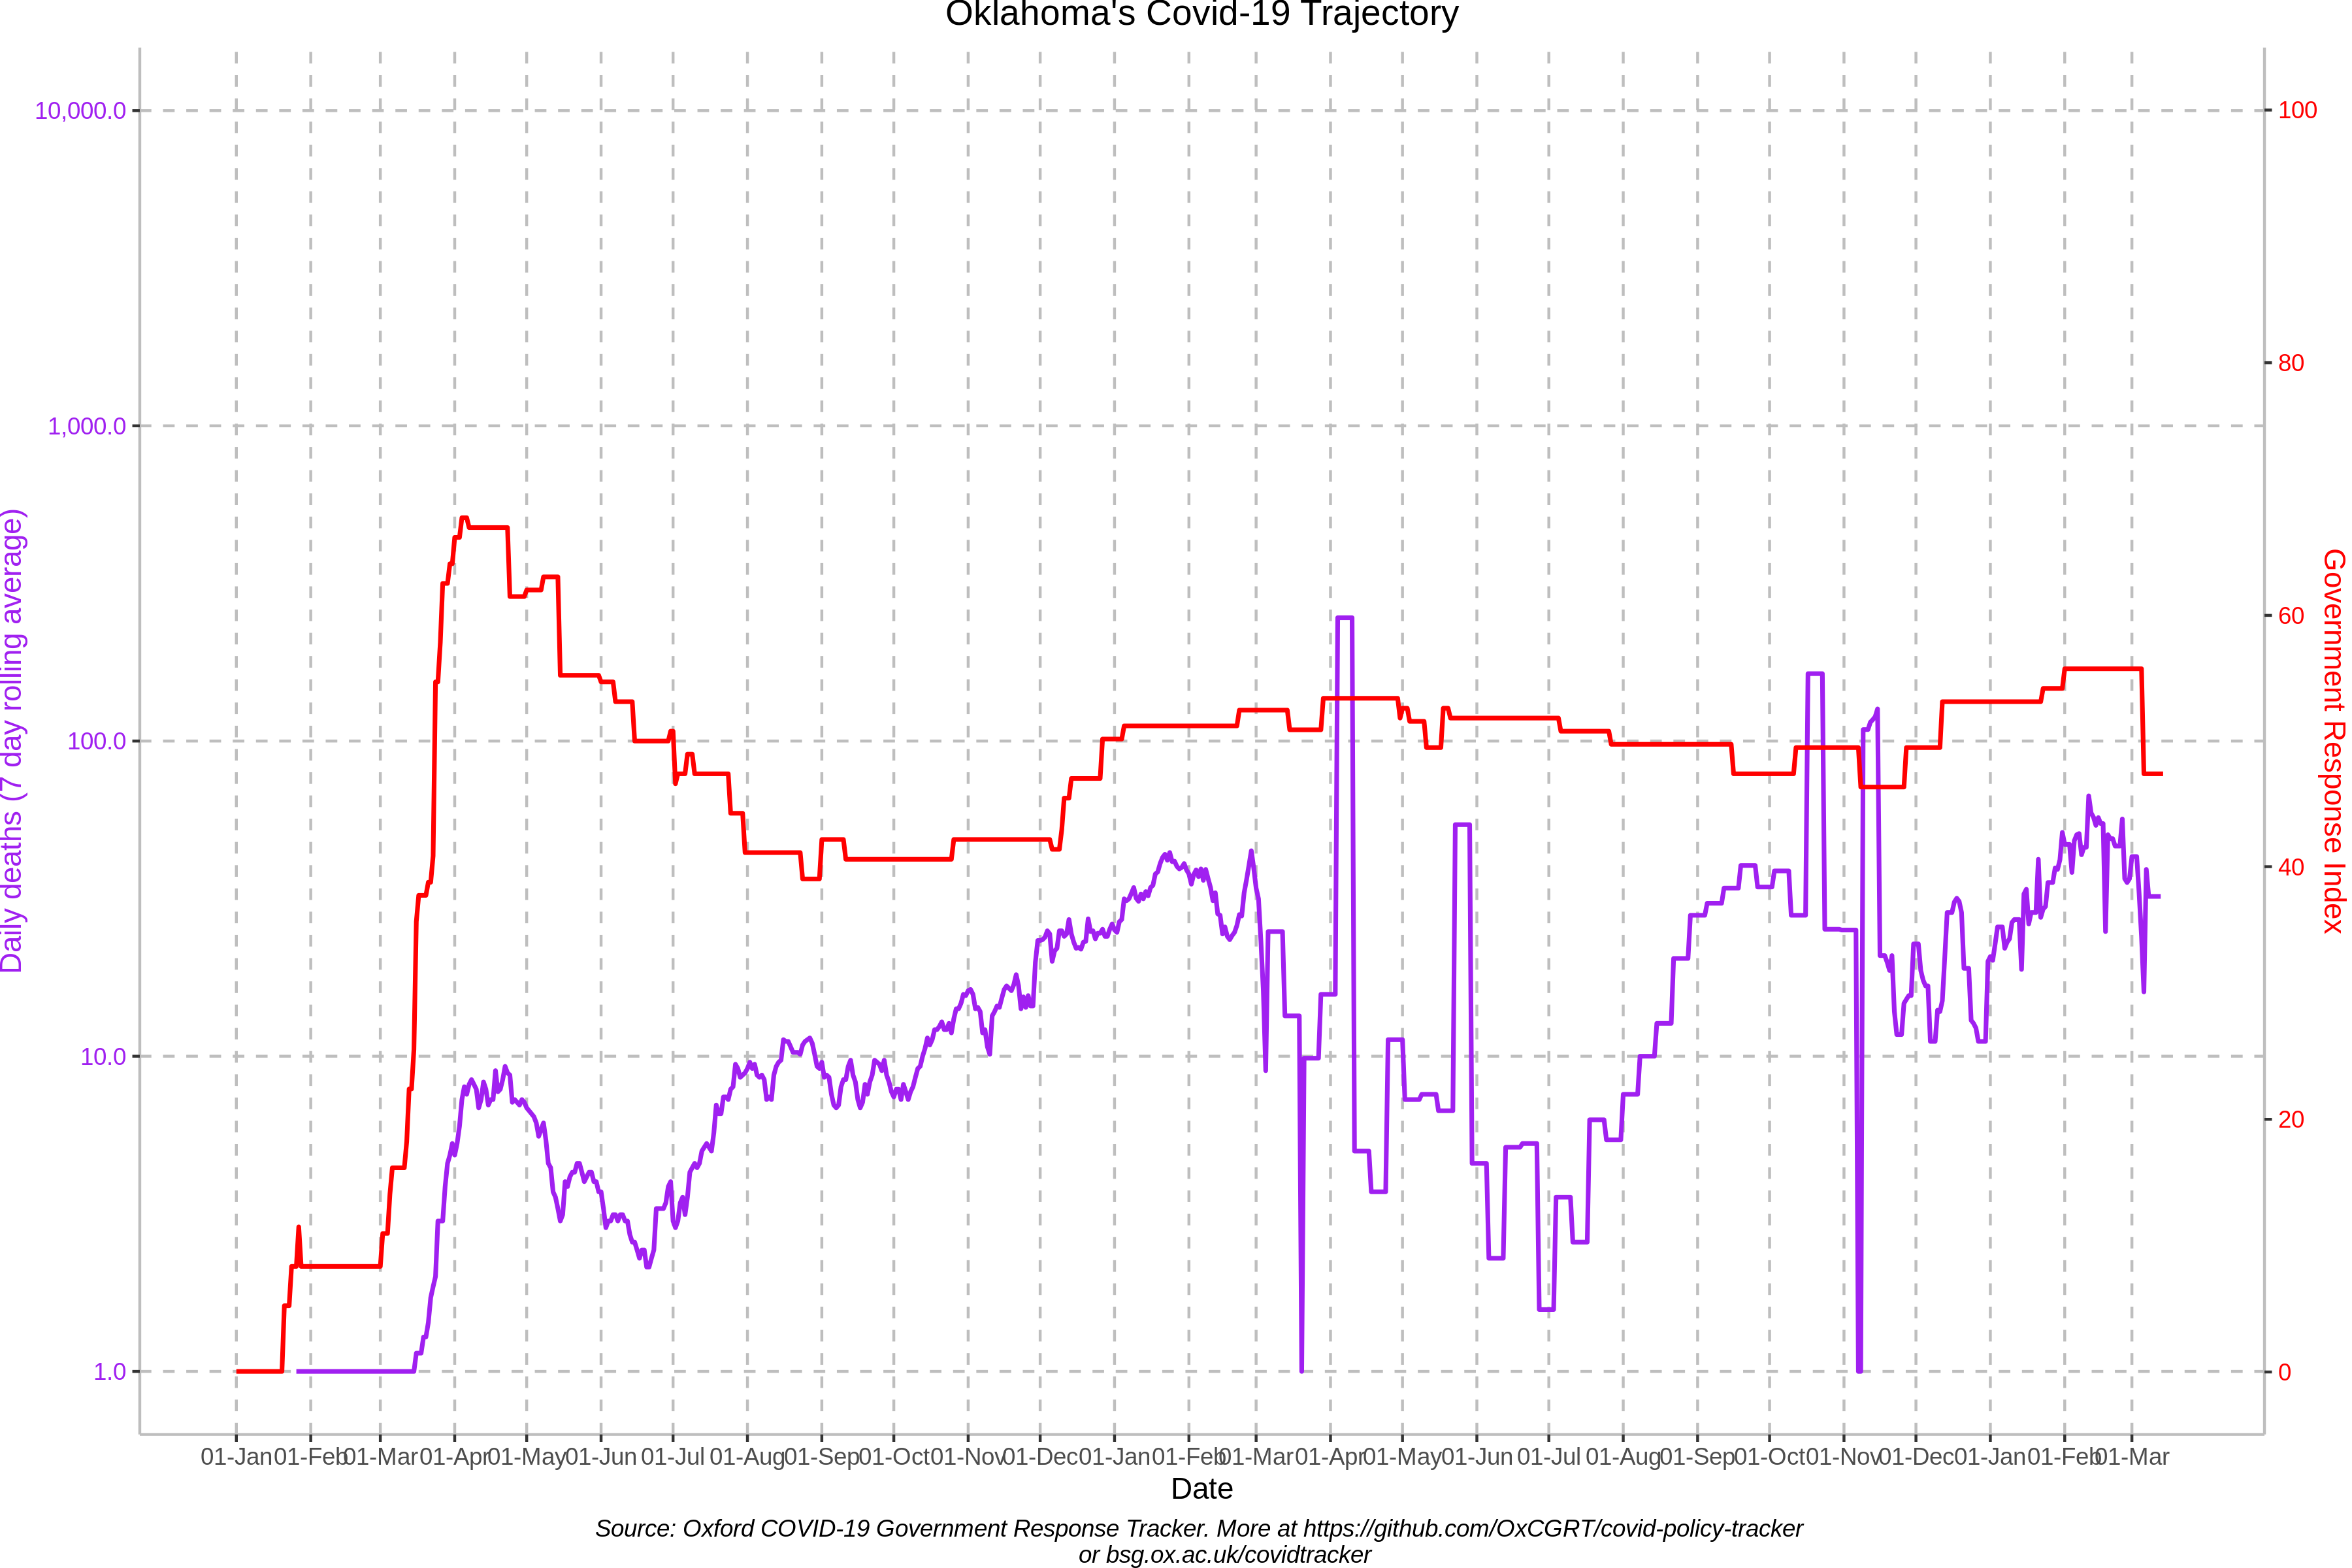 Oklahoma's Covid-19 Trajectory
10,000.0
1,000.0
100.0
10.0
1.0
Daily deaths (7 day rolling average)
100
80
60
40
20
0
Government Response Index
01-Jan 01-Feb 01-Mar 01-Apr 01-May 01-Jun 01-Jul 01-Aug 01-Sep 01-Oct 01-Nov 01-Dec 01-Jan 01-Feb 01-Mar 01-Apr 01-May 01-Jun 01-Jul 01-Aug 01-Sep 01-Oct 01-Nov 01-Dec 01-Jan 01-Feb 01-Mar
Date
Source: Oxford COVID-19 Government Response Tracker. More at https://github.com/OxCGRT/covid-policy-tracker
or bsg.ox.ac.uk/covidtracker